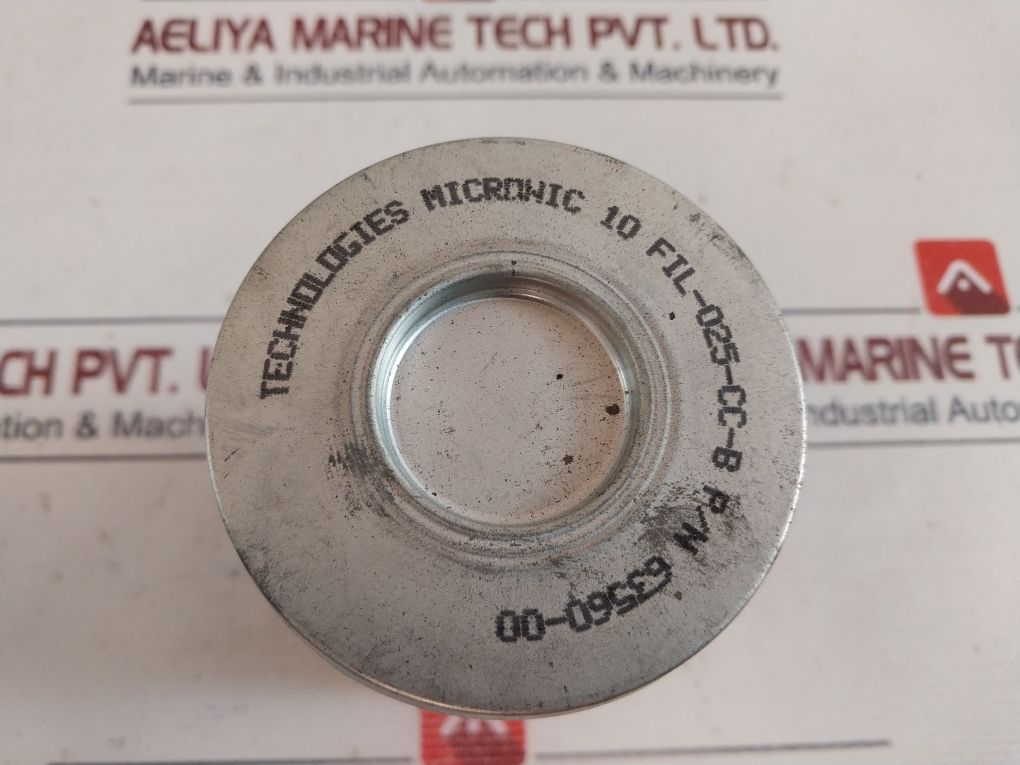 AELIYA MARINE TECH PVT. LTD.
Marine & Industrial Automation & Machinery
TECHNOLOGIES MICROWIC 10 FIL-025-CC-B P/N 63560-00
CH PVT. L
tion & Mach
MARINE TE
ndustrial Auto